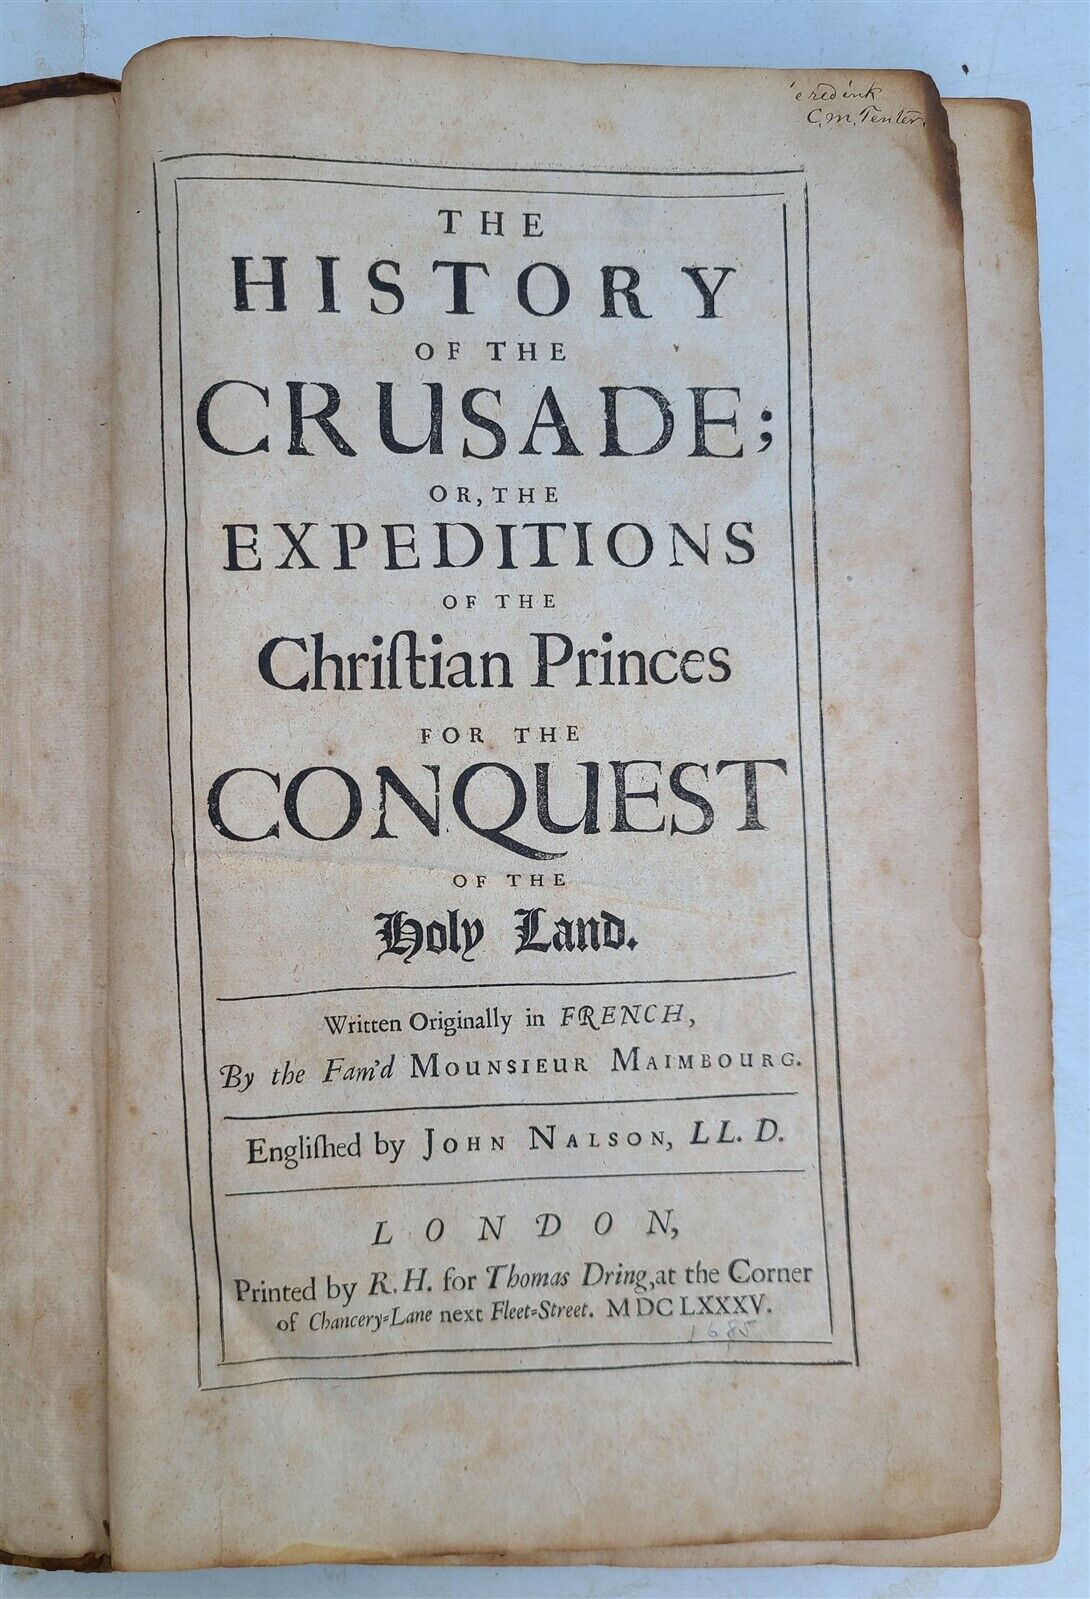 C.M. Tenter.
THE
HISTORY
OF THE
CRUSADE;
OR, THE
EXPEDITIONS
OF THE
Chriſtian Princes
FOR THE
CONQUEST
OF THE
Holy Land.
Written Originally in FRENCH,
By the Fam'd MOUNSIEUR MAIMBOURG.
Engliſhed by JOHN NALSON, LL. D.
LONDON,
Printed by R. H. for Thomas Dring, at the Corner
of Chancery-Lane next Fleet-Street. MDCLXXXV.
1685